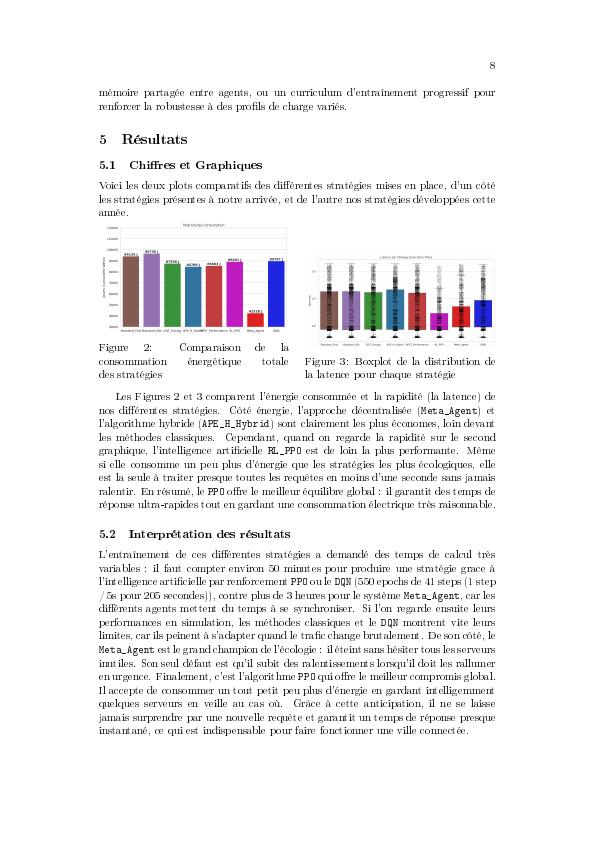 8
mémoire partagée entre agents, ou un curriculum d'entraînement progressif pour
renforcer la robustesse à des profils de charge variés.
5 Résultats
5.1 Chiffres et Graphiques
Voici les deux plots comparatifs des différentes stratégies mises en place, d'un côté
les stratégies présentes à notre arrivée, et de l'autre nos stratégies développées cette
année.
Total Energy Consumption
Figure 2: Comparaison de la
consommation énergétique totale
des stratégies
Figure 3: Boxplot de la distribution de
la latence pour chaque stratégie
Les Figures 2 et 3 comparent l'énergie consommée et la rapidité (la latence) de
nos différentes stratégies. Côté énergie, l'approche décentralisée (Meta_Agent) et
l'algorithme hybride (APE_H_Hybrid) sont clairement les plus économes, loin devant
les méthodes classiques. Cependant, quand on regarde la rapidité sur le second
graphique, l'intelligence artificielle RL_PPO est de loin la plus performante. Même
si elle consomme un peu plus d'énergie que les stratégies les plus écologiques, elle
est la seule à traiter presque toutes les requêtes en moins d'une seconde sans jamais
ralentir. En résumé, le PPO offre le meilleur équilibre global : il garantit des temps de
réponse ultra-rapides tout en gardant une consommation électrique très raisonnable.
5.2 Interprétation des résultats
L'entraînement de ces différentes stratégies a demandé des temps de calcul très
variables : il faut compter environ 50 minutes pour produire une stratégie grace à
l'intelligence artificielle par renforcement PPO ou le DQN (550 epochs de 41 steps (1 step
/ 5s pour 205 secondes)), contre plus de 3 heures pour le système Meta_Agent, car les
différents agents mettent du temps à se synchroniser. Si l'on regarde ensuite leurs
performances en simulation, les méthodes classiques et le DQN montrent vite leurs
limites, car ils peinent à s'adapter quand le trafic change brutalement. De son côté, le
Meta_Agent est le grand champion de l'écologie : il éteint sans hésiter tous les serveurs
inutiles. Son seul défaut est qu'il subit des ralentissements lorsqu'il doit les rallumer
en urgence. Finalement, c'est l'algorithme PPO qui offre le meilleur compromis global.
Il accepte de consommer un tout petit peu plus d'énergie en gardant intelligemment
quelques serveurs en veille au cas où. Grâce à cette anticipation, il ne se laisse
jamais surprendre par une nouvelle requête et garantit un temps de réponse presque
instantané, ce qui est indispensable pour faire fonctionner une ville connectée.